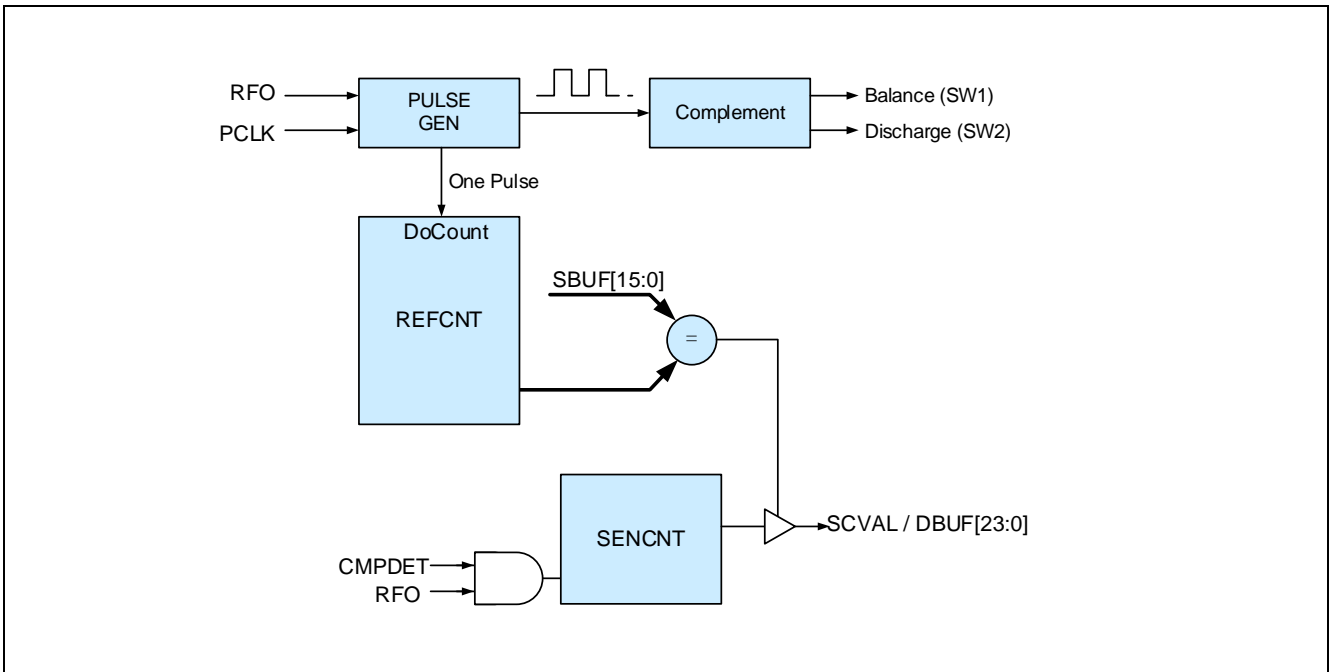 RFO
PCLK
PULSE
GEN
Complement
Balance (SW1)
Discharge (SW2)
One Pulse
DoCount
REFCNT
SBUF[15:0]
=
SENCNT
SCVAL / DBUF[23:0]
CMPDET
RFO